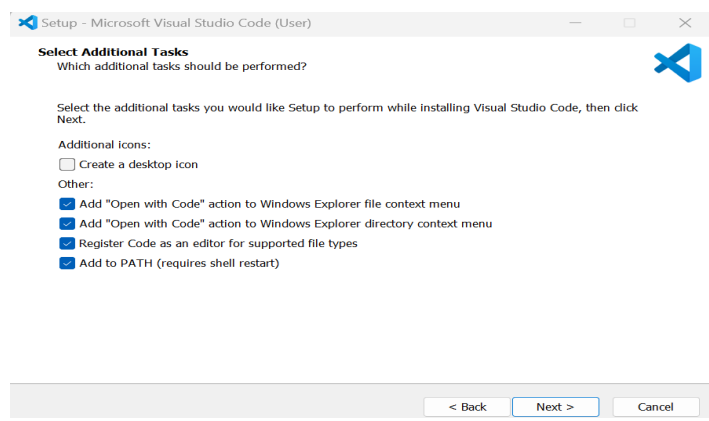 Setup - Microsoft Visual Studio Code (User)
Select Additional Tasks
Which additional tasks should be performed?
Select the additional tasks you would like Setup to perform while installing Visual Studio Code, then click
Next.
Additional icons:
Create a desktop icon
Other:
Add "Open with Code" action to Windows Explorer file context menu
Add "Open with Code" action to Windows Explorer directory context menu
Register Code as an editor for supported file types
Add to PATH (requires shell restart)
< Back Next > Cancel